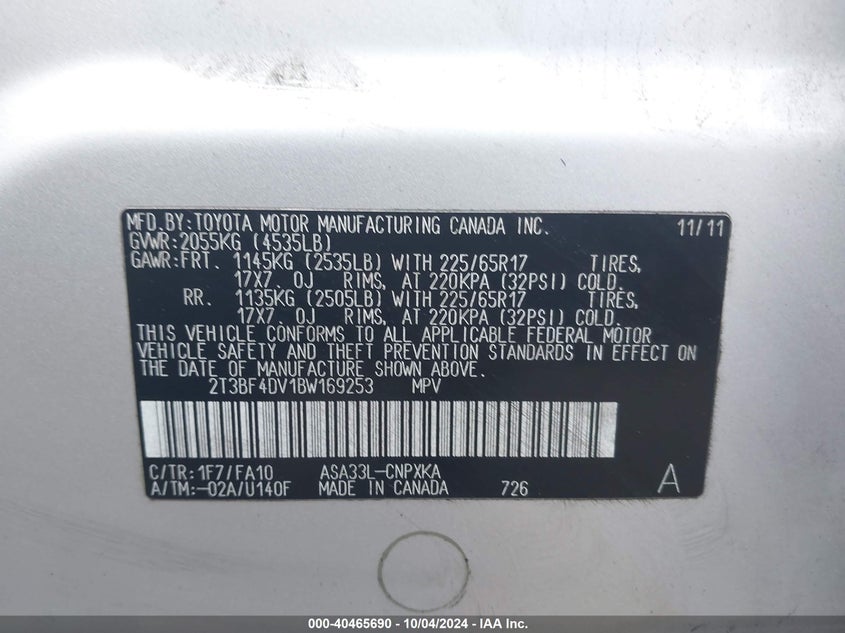 MFD.BY:TOYOTA MOTOR MANUFACTURING CANADA INC. 11/11
GVWR:2055KG (4535LB)
GAWR:FRT. 1145KG (2535LB) WITH 225/65R17 TIRES,
17X7. 0J RIMS, AT 220KPA (32PSI) COLD.
RR. 1135KG (2505LB) WITH 225/65R17 TIRES,
17X7. 0J RIMS, AT 220KPA (32PSI) COLD.
THIS VEHICLE CONFORMS TO ALL APPLICABLE FEDERAL MOTOR
VEHICLE SAFETY AND THEFT PREVENTION STANDARDS IN EFFECT ON
THE DATE OF MANUFACTURE SHOWN ABOVE.
2T3BF4DV1BW169253 MPV
C/TR:1F7/FA10 ASA33L-CNPXKA
A/TM:-02A/U140F MADE IN CANADA 726 A
000-40465690 - 10/04/2024 - IAA Inc.